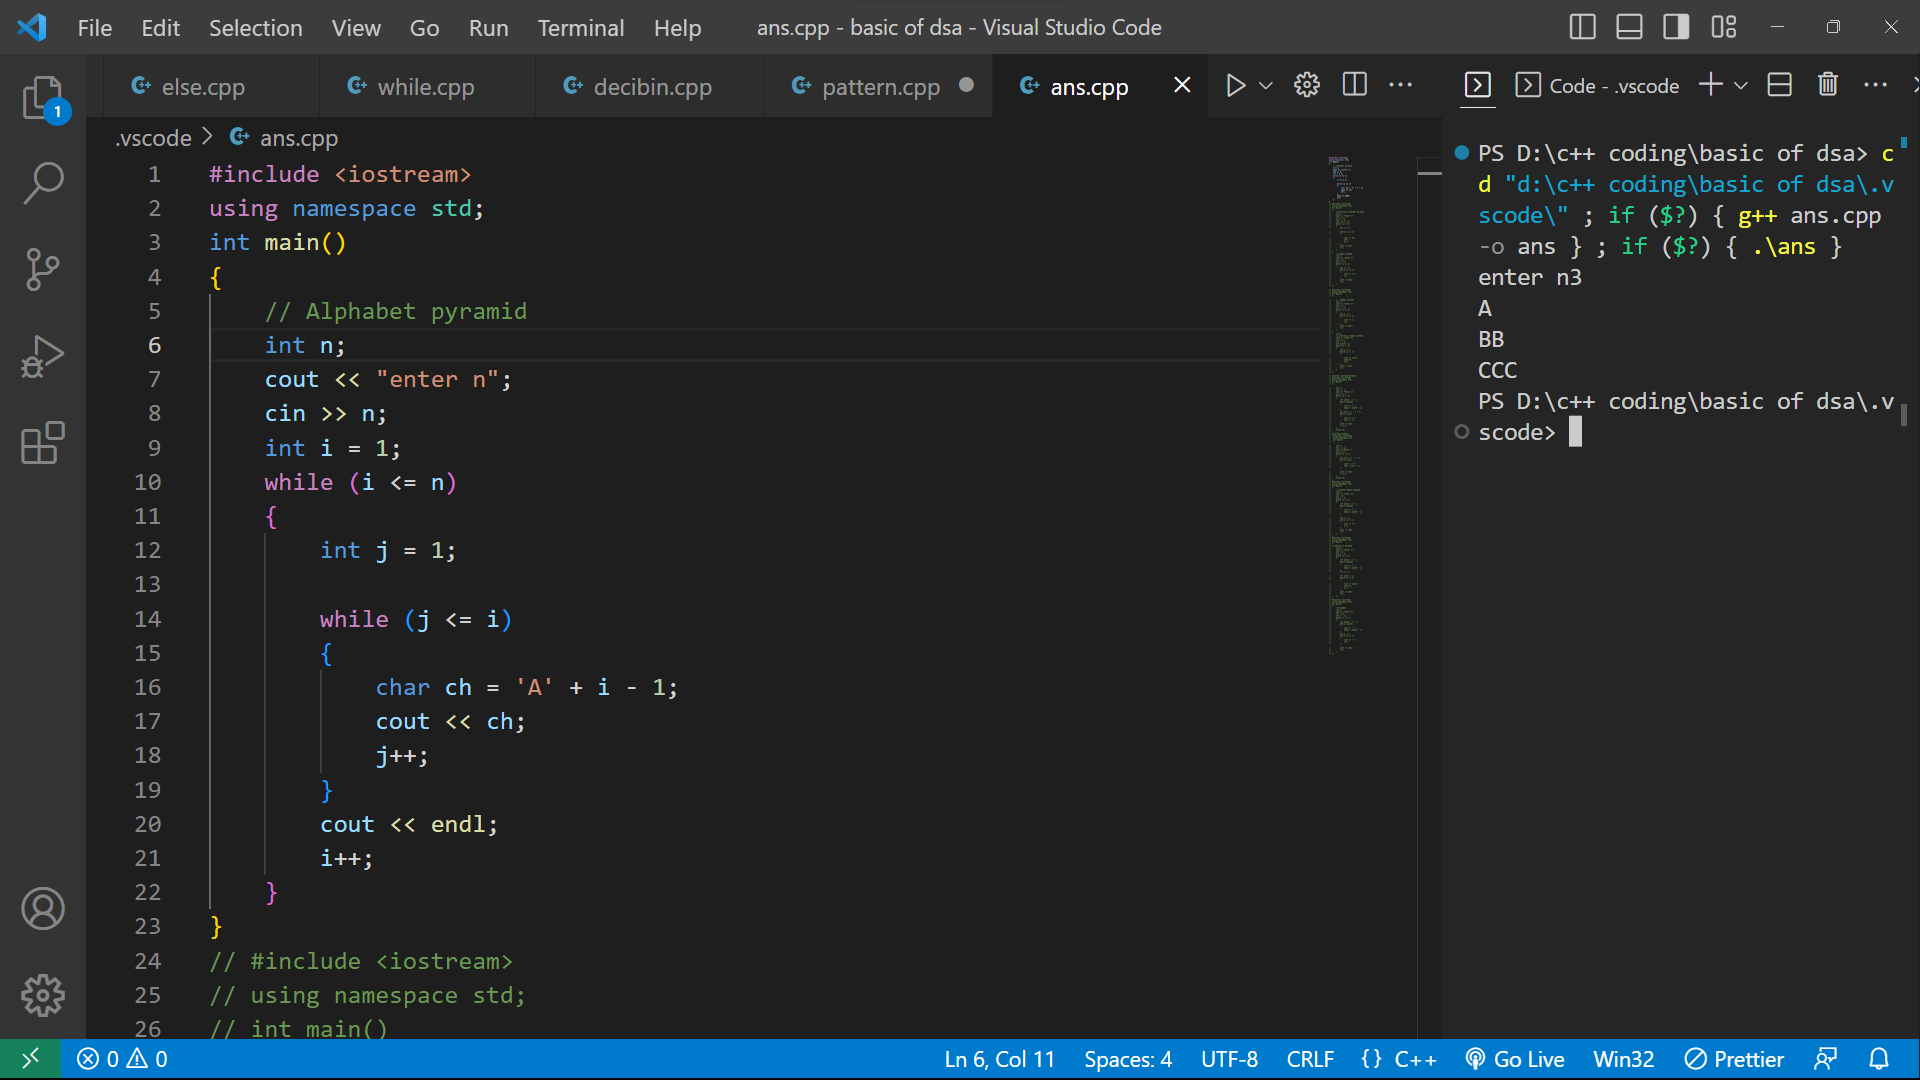 File Edit Selection View Go Run Terminal Help ans.cpp - basic of dsa - Visual Studio Code
else.cpp while.cpp decibin.cpp pattern.cpp ans.cpp
Code - .vscode
1
.vscode > ans.cpp
1 #include <iostream>
2 using namespace std;
3 int main()
4 {
5 // Alphabet pyramid
6 int n;
7 cout << "enter n";
8 cin >> n;
9 int i = 1;
10 while (i <= n)
11 {
12 int j = 1;
13
14 while (j <= i)
15 {
16 char ch = 'A' + i - 1;
17 cout << ch;
18 j++;
19 }
20 cout << endl;
21 i++;
22 }
23 }
24 // #include <iostream>
25 // using namespace std;
26 // int main()
PS D:\c++ coding\basic of dsa> c
d "d:\c++ coding\basic of dsa\.v
scode\" ; if ($?) { g++ ans.cpp
-o ans } ; if ($?) { .\ans }
enter n3
A
BB
CCC
PS D:\c++ coding\basic of dsa\.v
scode>
0 0 Ln 6, Col 11 Spaces: 4 UTF-8 CRLF {} C++ Go Live Win32 Prettier